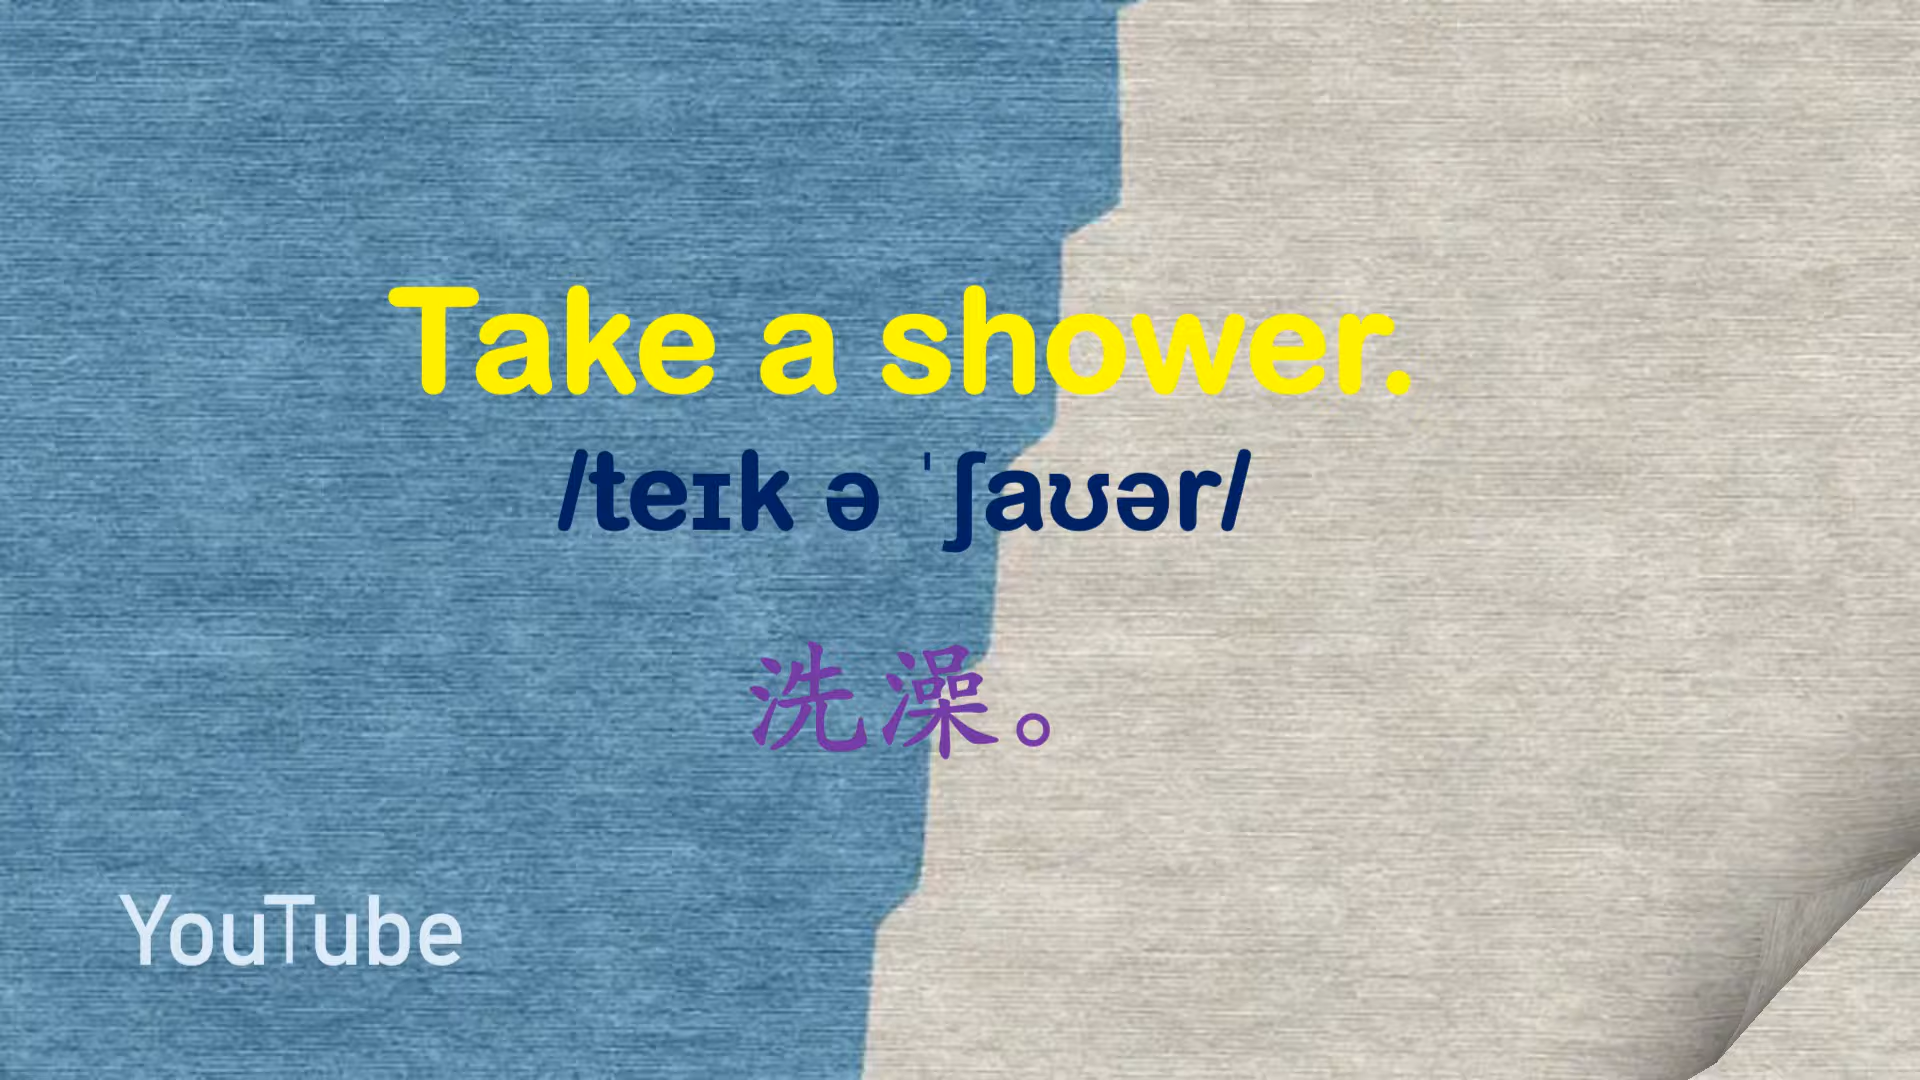 Take a shower.
/teɪk ə ˈʃaʊər/
洗澡。
YouTube